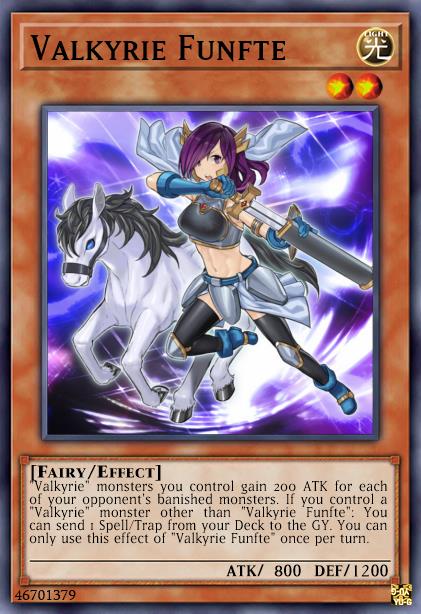 Valkyrie Funfte
LIGHT
光
[Fairy/Effect]
"Valkyrie" monsters you control gain 200 ATK for each
of your opponent's banished monsters. If you control a
"Valkyrie" monster other than "Valkyrie Funfte": You
can send 1 Spell/Trap from your Deck to the GY. You can
only use this effect of "Valkyrie Funfte" once per turn.
ATK/ 800 DEF/1200
46701379